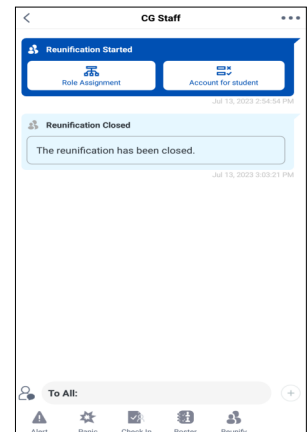 CG Staff
Reunification Started
Role Assignment
Account for student
Jul 13, 2023 2:54:54 PM
Reunification Closed
The reunification has been closed.
Jul 13, 2023 3:03:21 PM
To All:
Alert
Panic
Check In
Roster
Reunify